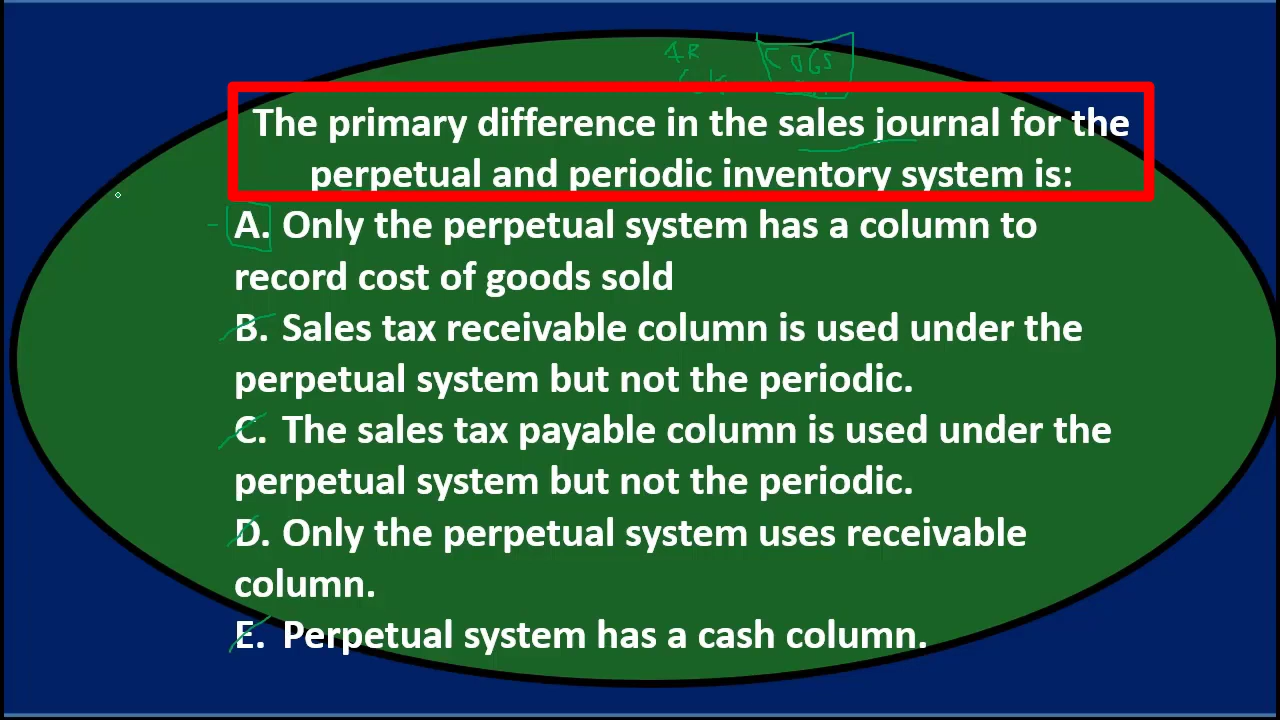 AR COGS
The primary difference in the sales journal for the
perpetual and periodic inventory system is:
A. Only the perpetual system has a column to
record cost of goods sold
B. Sales tax receivable column is used under the
perpetual system but not the periodic.
C. The sales tax payable column is used under the
perpetual system but not the periodic.
D. Only the perpetual system uses receivable
column.
E. Perpetual system has a cash column.